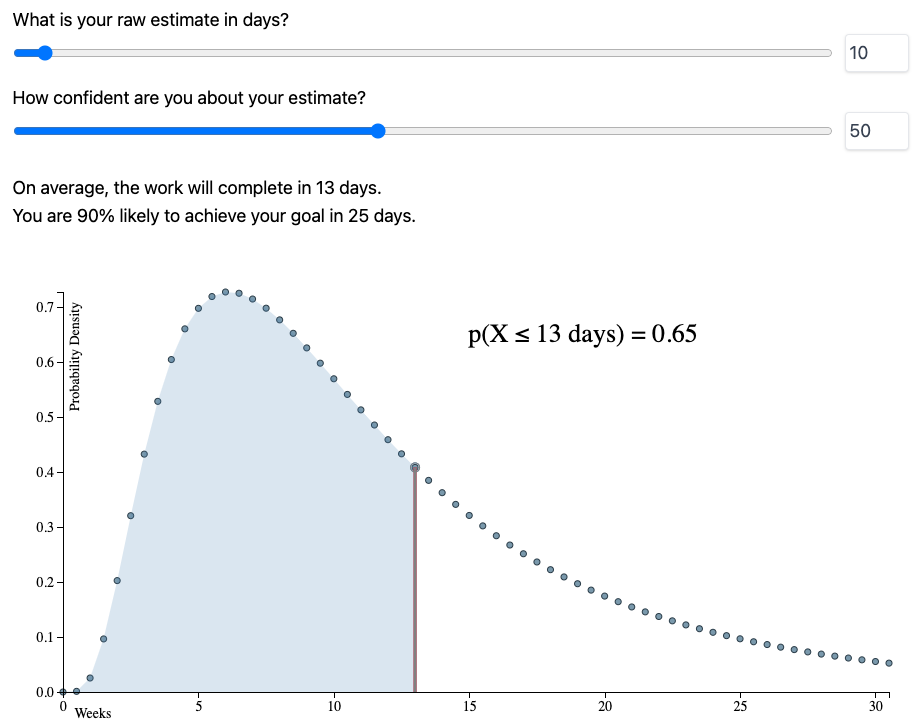 What is your raw estimate in days?
10
How confident are you about your estimate?
50
On average, the work will complete in 13 days.
You are 90% likely to achieve your goal in 25 days.
p(X ≤ 13 days) = 0.65
Probability Density
0.7
0.6
0.5
0.4
0.3
0.2
0.1
0.0
0 5 10 15 20 25 30
Weeks